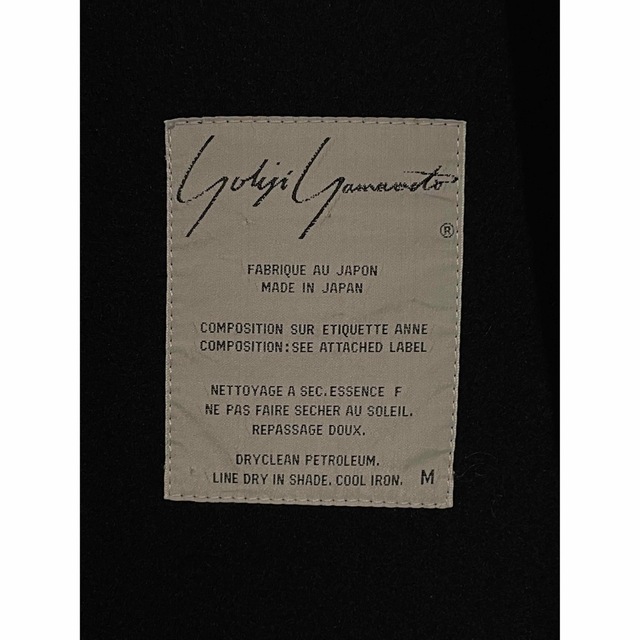 Yohji Yamamoto
®
FABRIQUE AU JAPON
MADE IN JAPAN
COMPOSITION SUR ETIQUETTE ANNE
COMPOSITION:SEE ATTACHED LABEL
NETTOYAGE A SEC. ESSENCE F
NE PAS FAIRE SECHER AU SOLEIL.
REPASSAGE DOUX.
DRYCLEAN PETROLEUM.
LINE DRY IN SHADE. COOL IRON. M